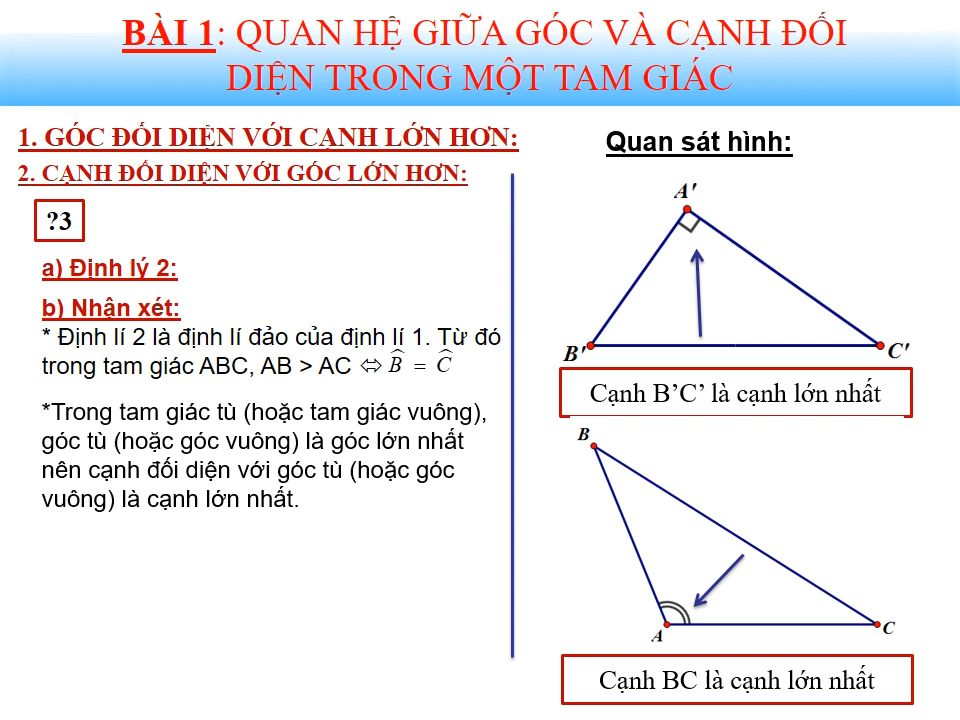 BÀI 1: QUAN HỆ GIỮA GÓC VÀ CẠNH ĐỐI
DIỆN TRONG MỘT TAM GIÁC
1. GÓC ĐỐI DIỆN VỚI CẠNH LỚN HƠN:
2. CẠNH ĐỐI DIỆN VỚI GÓC LỚN HƠN:
?3
a) Định lý 2:
b) Nhận xét:
* Định lí 2 là định lí đảo của định lí 1. Từ đó
trong tam giác ABC, AB > AC ⇔ B̂ = Ĉ
*Trong tam giác tù (hoặc tam giác vuông),
góc tù (hoặc góc vuông) là góc lớn nhất
nên cạnh đối diện với góc tù (hoặc góc
vuông) là cạnh lớn nhất.
Quan sát hình:
A'
B'
C'
Cạnh B’C’ là cạnh lớn nhất
B
A
C
Cạnh BC là cạnh lớn nhất